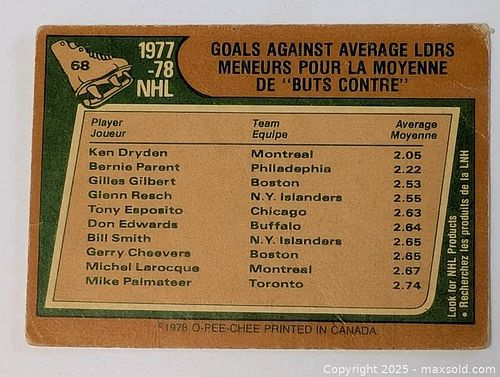 68
1977
-78
NHL
GOALS AGAINST AVERAGE LDRS
MENEURS POUR LA MOYENNE
DE "BUTS CONTRE"
Player Team Average
Joueur Equipe Moyenne
Ken Dryden Montreal 2.05
Bernie Parent Philadelphia 2.22
Gilles Gilbert Boston 2.53
Glenn Resch N.Y. Islanders 2.55
Tony Esposito Chicago 2.63
Don Edwards Buffalo 2.64
Bill Smith N.Y. Islanders 2.65
Gerry Cheevers Boston 2.65
Michel Larocque Montreal 2.67
Mike Palmateer Toronto 2.74
Look for NHL Products
• Recherchez les produits de la LNH
©1978 O-PEE-CHEE PRINTED IN CANADA.
Copyright 2025 - maxsold.com